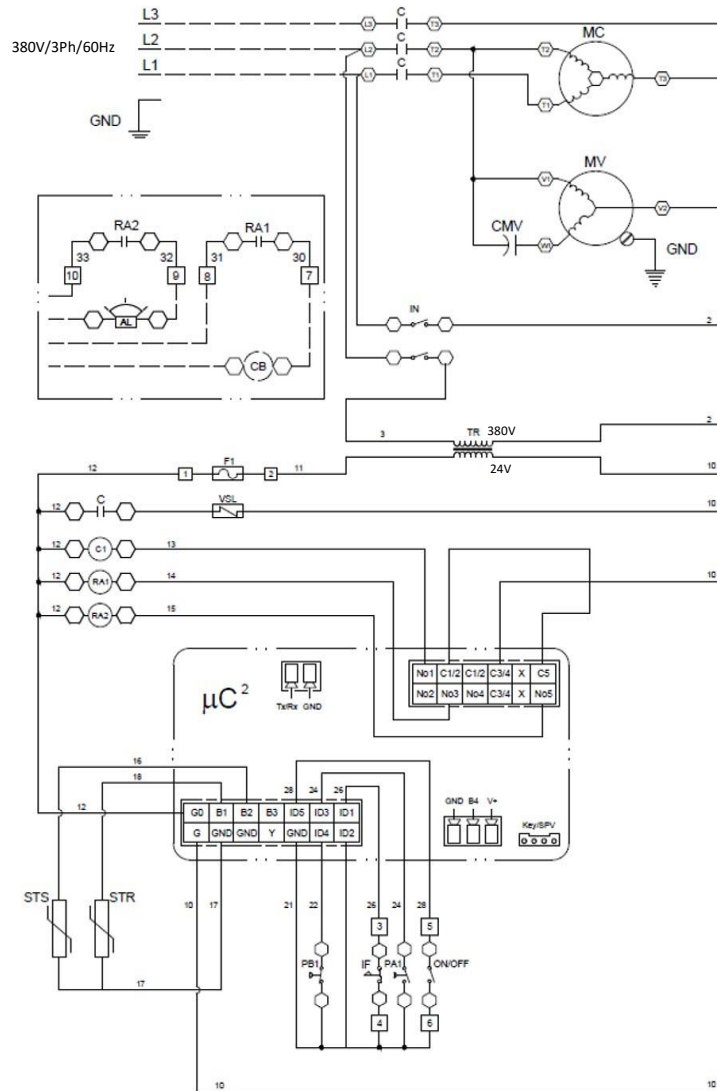 L3 L3 C T3
380V/3Ph/60Hz L2 L2 C T2 MC T2
L1 L1 T1 T3
T1
GND
MV
V1
V2
CMV
GND
RA2 RA1
33 32 31 30
10 9 8 7
AL
CB
IN
2
3 TR 380V 2
12 1 F1 2 11 24V 10
12 C VSL 10
12 C1 13
12 RA1 14 10
12 RA2 15
µC2
Tx/Rx GND
No1 C1/2 C1/2 C3/4 X C5
No2 No3 No4 C3/4 X No5
16
18 28 24 26
12 G0 B1 B2 B3 ID5 ID3 ID1
G GND GND Y GND ID4 ID2
GND B4 V+
Key/SPV
STS STR 10 17 21 22 26 24 28
3 5
PB1 IF PA1 ON/OFF
17
4 6
10 10